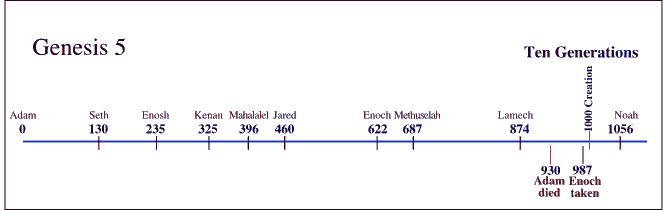 Genesis 5
Ten Generations
Adam Seth Enosh Kenan Mahalalel Jared Enoch Methuselah Lamech 1000 Creation Noah
0 130 235 325 396 460 622 687 874 1056
930 987
Adam Enoch
died taken